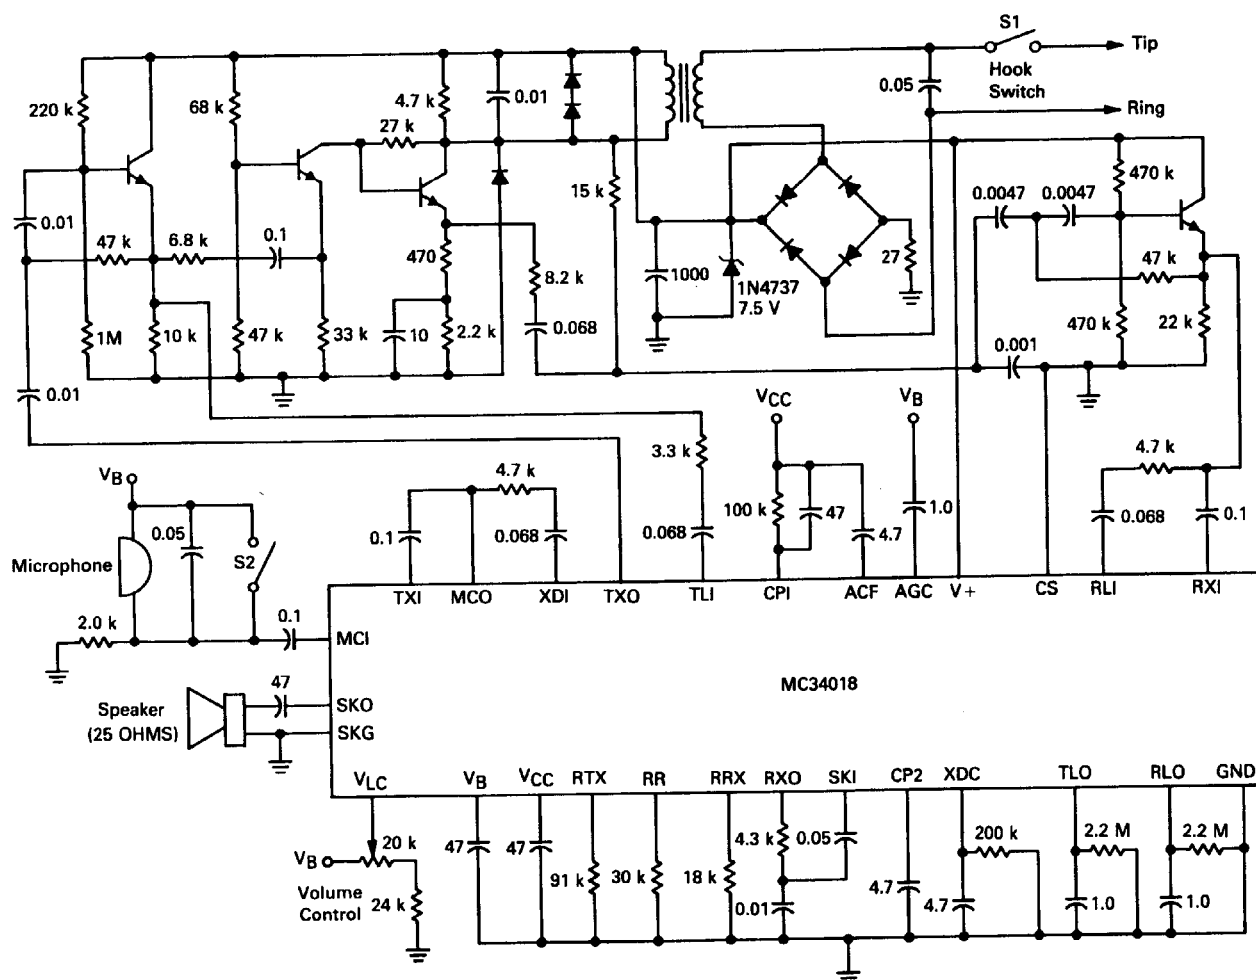 S1
Tip
Hook
Switch
0.05
Ring
220 k
68 k
4.7 k
0.01
27 k
15 k
470 k
0.0047
0.0047
0.01
47 k
6.8 k
0.1
470
8.2 k
1000
1N4737
7.5 V
27
47 k
1M
10 k
47 k
33 k
10
2.2 k
0.068
470 k
22 k
0.001
0.01
VCC
VB
3.3 k
4.7 k
VB
4.7 k
100 k
47
1.0
0.05
0.1
0.068
0.068
4.7
0.068
0.1
Microphone
S2
TXI
MCO
XDI
TXO
TLI
CPI
ACF
AGC
V+
CS
RLI
RXI
2.0 k
0.1
MCI
MC34018
47
Speaker
(25 OHMS)
SKO
SKG
VLC
VB
VCC
RTX
RR
RRX
RXO
SKI
CP2
XDC
TLO
RLO
GND
20 k
VB
47
47
4.3 k
0.05
200 k
2.2 M
2.2 M
Volume
Control
24 k
91 k
30 k
18 k
0.01
4.7
4.7
1.0
1.0